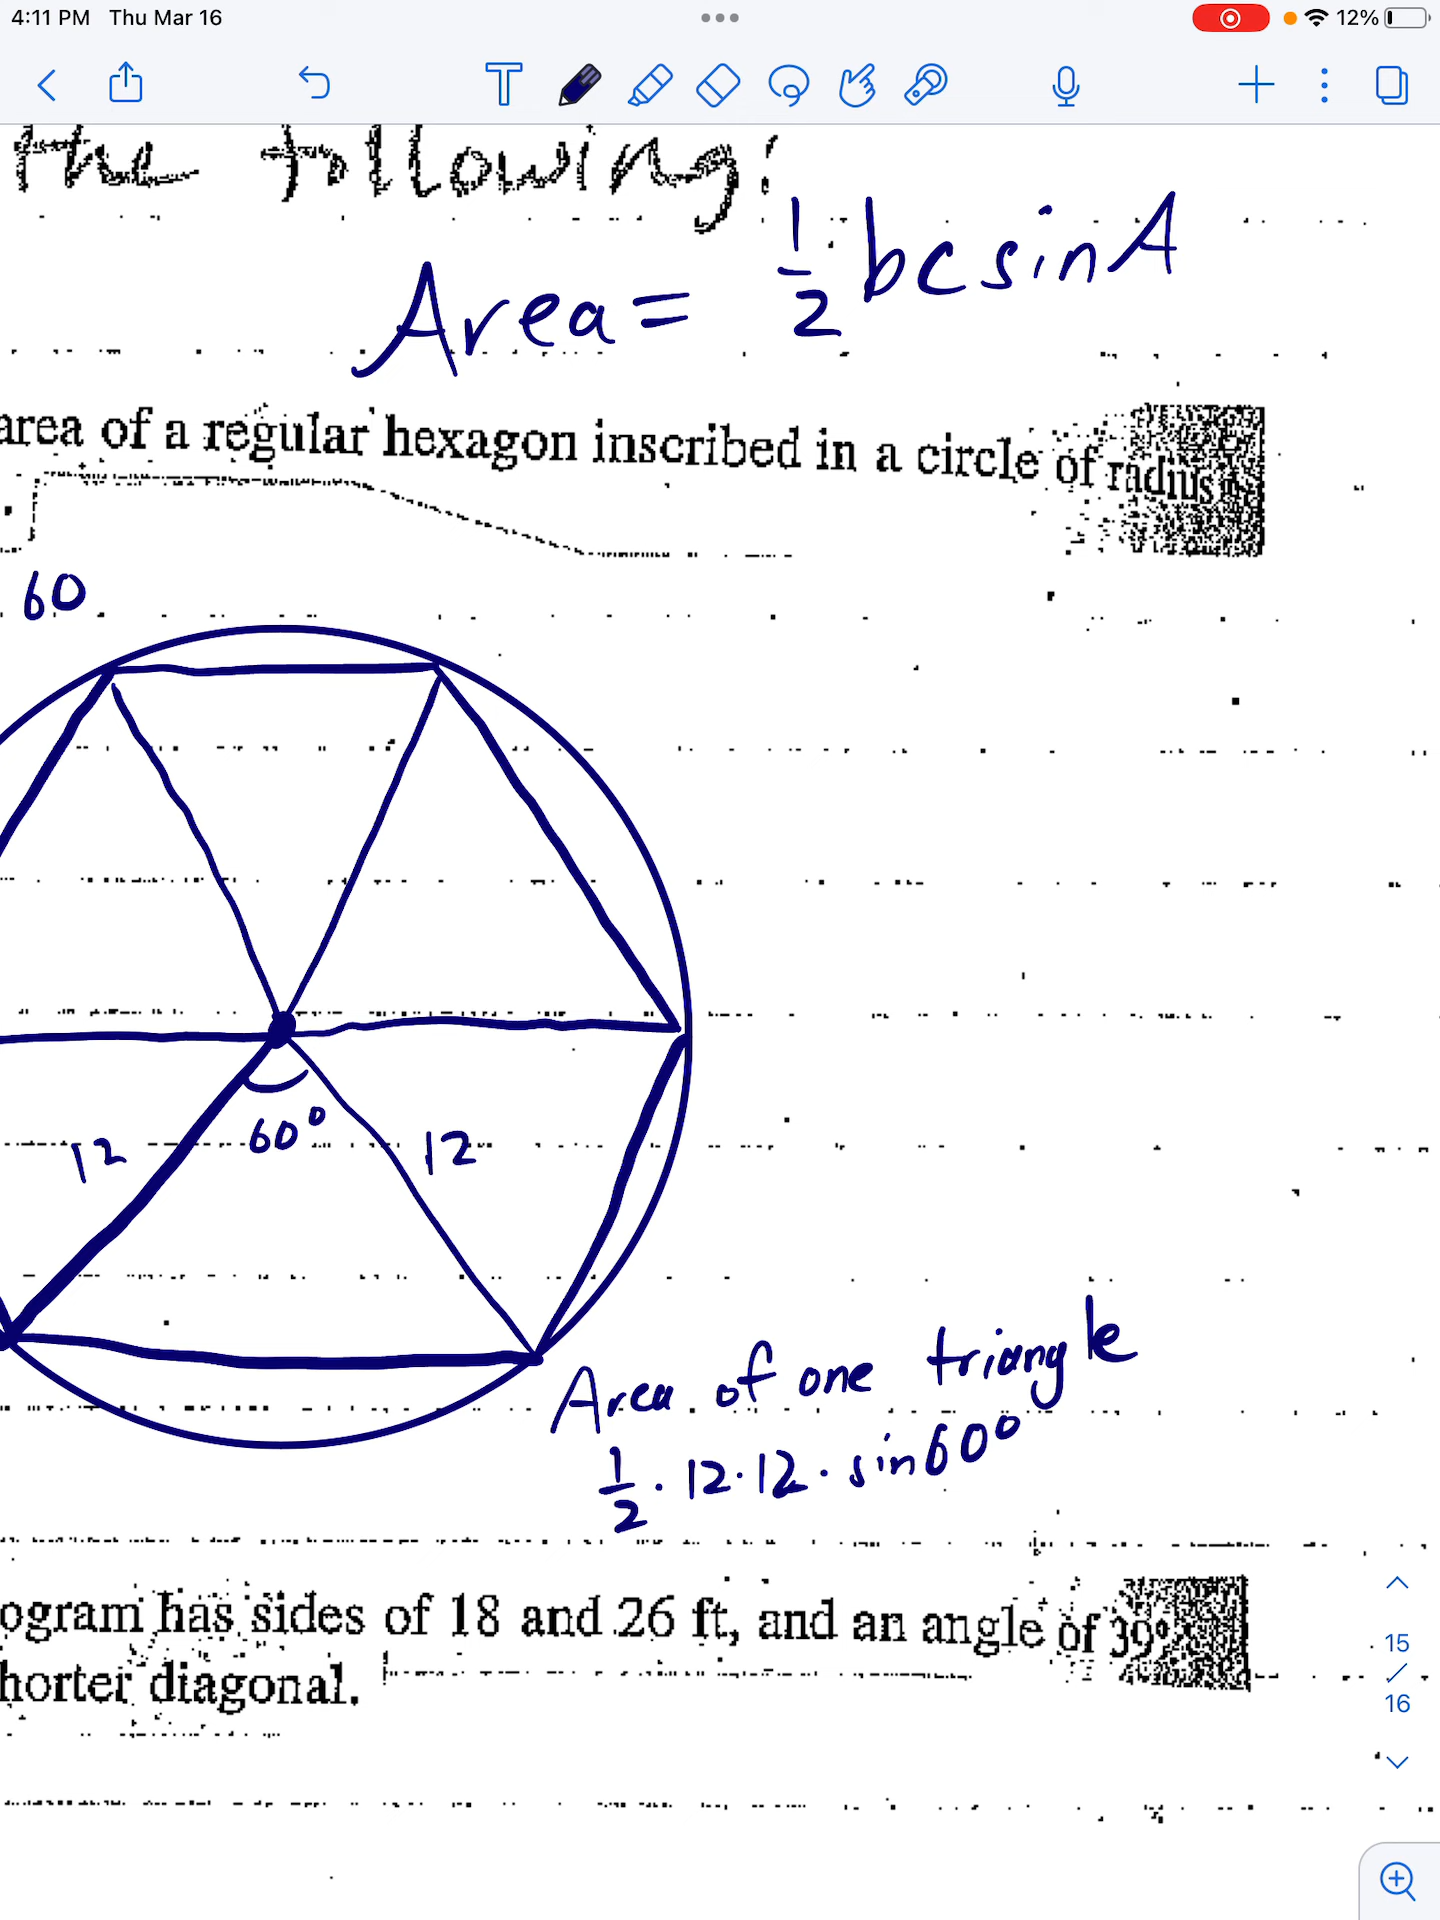 4:11 PM Thu Mar 16
12%
T
the following:
Area = 1/2 bc sin A
area of a regular hexagon inscribed in a circle of radius
60
60°
12 12
Area of one triangle
1/2 · 12 · 12 · sin 60°
ogram has sides of 18 and 26 ft, and an angle of 39°
horter diagonal.
15
/
16